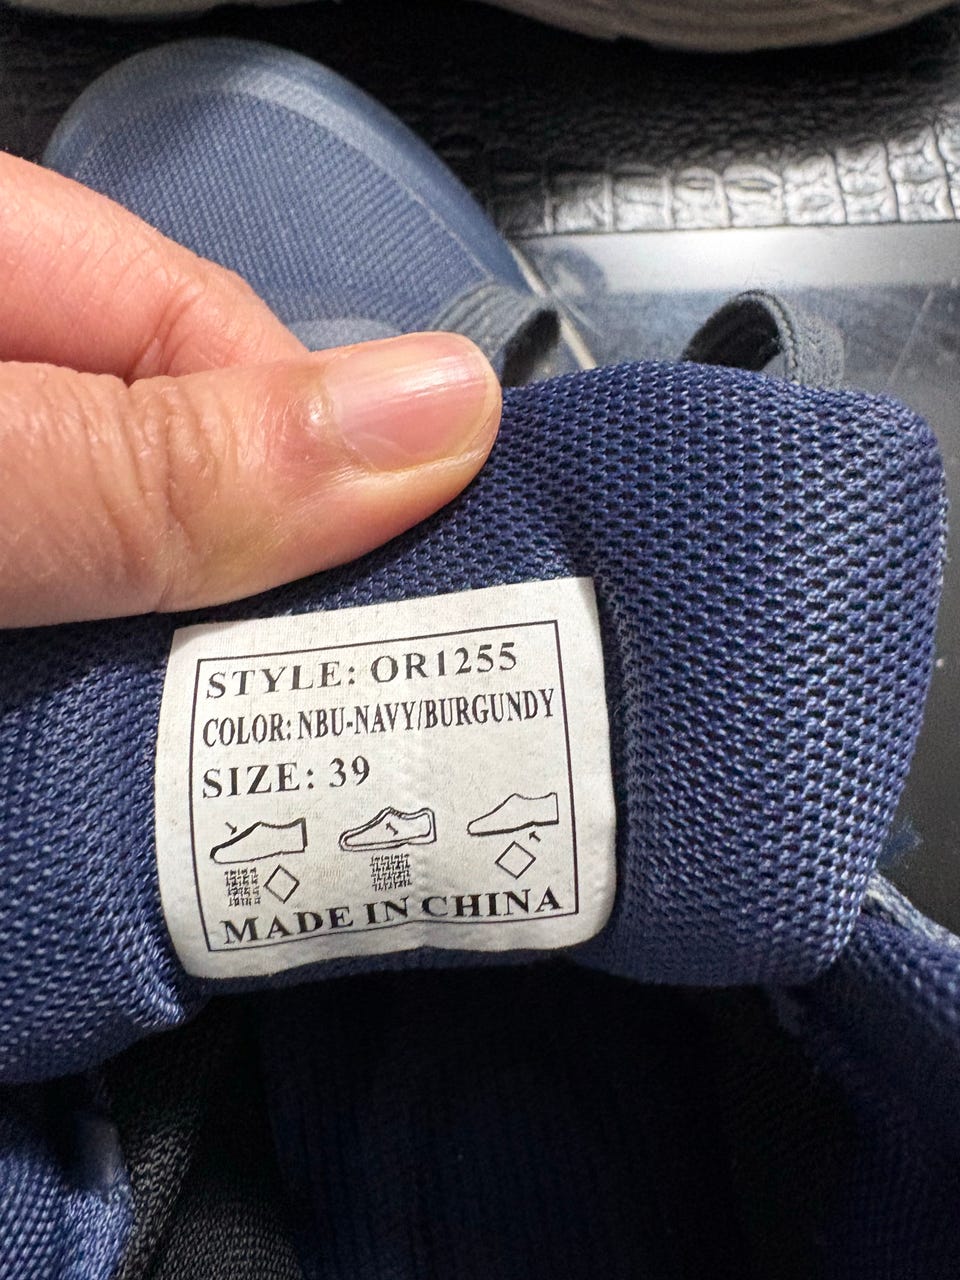 STYLE: OR1255
COLOR: NBU-NAVY/BURGUNDY
SIZE: 39
MADE IN CHINA